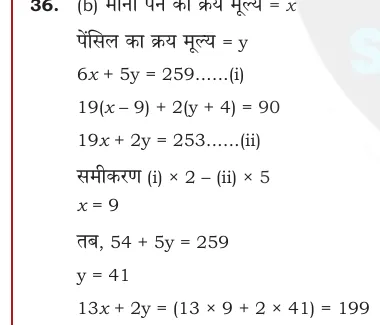 36. (b) माना पेन का क्रय मूल्य = x
पेंसिल का क्रय मूल्य = y
6x + 5y = 259......(i)
19(x – 9) + 2(y + 4) = 90
19x + 2y = 253......(ii)
समीकरण (i) × 2 – (ii) × 5
x = 9
तब, 54 + 5y = 259
y = 41
13x + 2y = (13 × 9 + 2 × 41) = 199